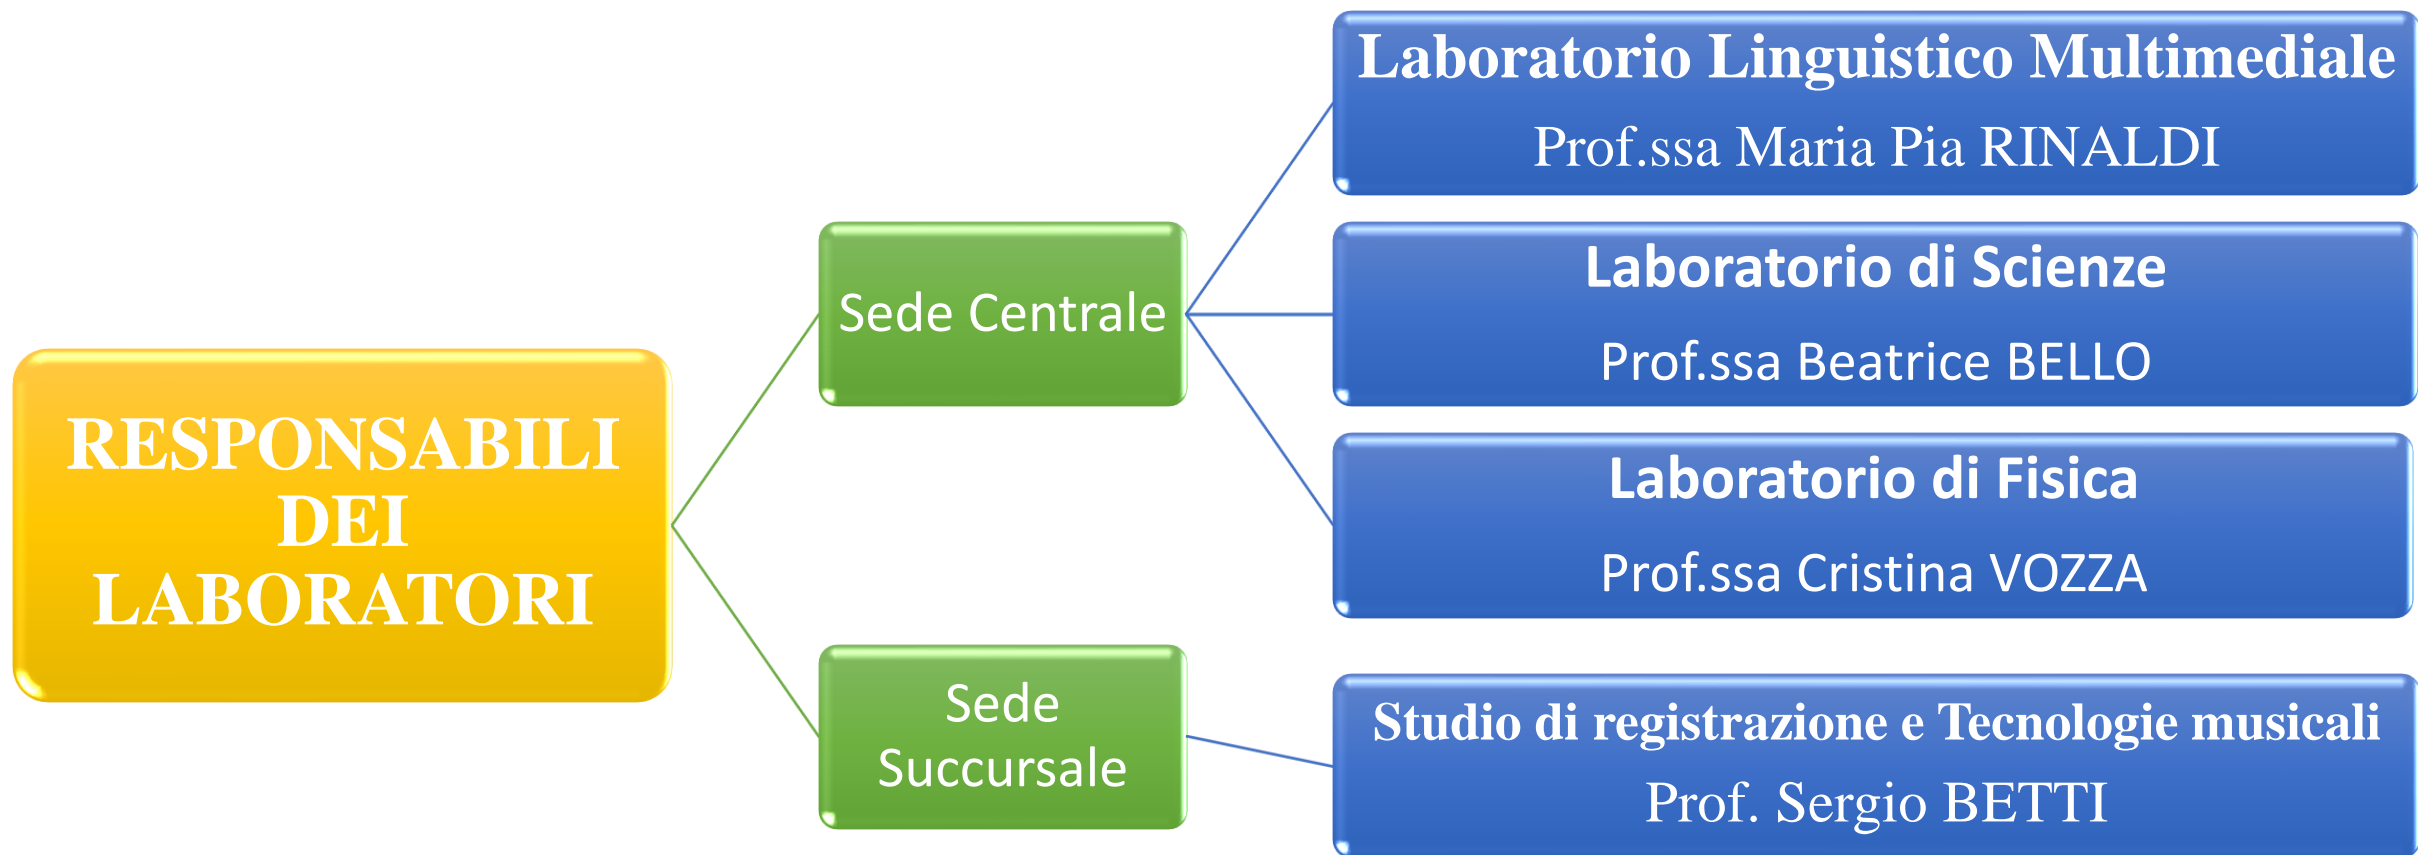 RESPONSABILI
DEI
LABORATORI
Sede Centrale
Laboratorio Linguistico Multimediale
Prof.ssa Maria Pia RINALDI
Laboratorio di Scienze
Prof.ssa Beatrice BELLO
Laboratorio di Fisica
Prof.ssa Cristina VOZZA
Sede
Succursale
Studio di registrazione e Tecnologie musicali
Prof. Sergio BETTI